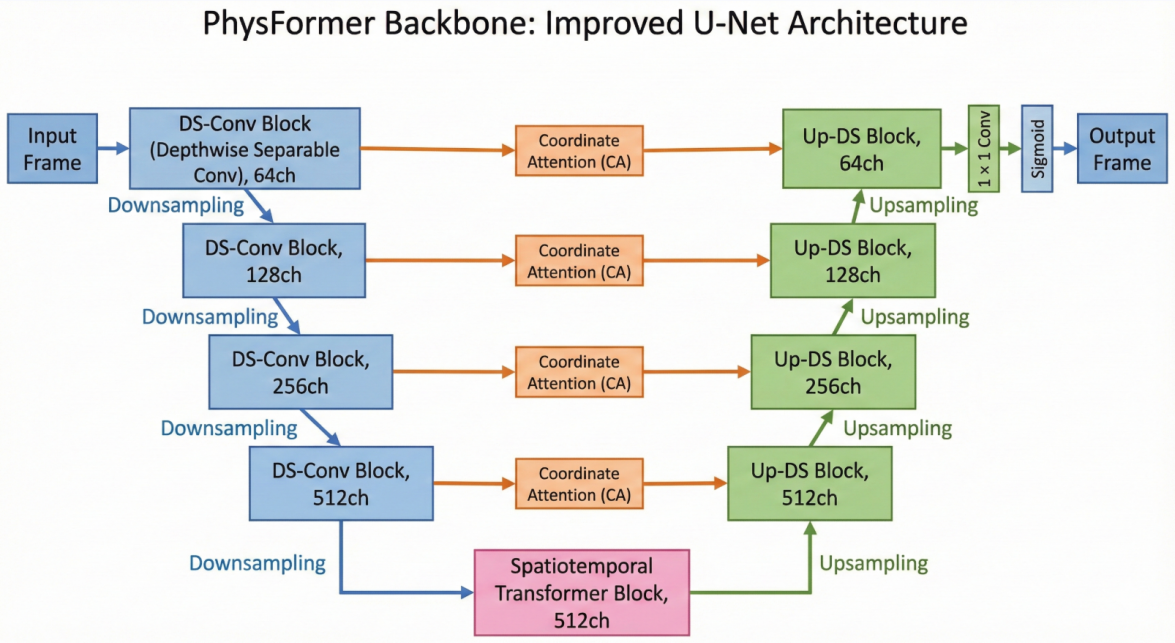 PhysFormer Backbone: Improved U-Net Architecture
Input
Frame
DS-Conv Block
(Depthwise Separable
Conv), 64ch
Coordinate
Attention (CA)
Up-DS Block,
64ch
1 × 1 Conv
Sigmoid
Output
Frame
Downsampling
Upsampling
DS-Conv Block,
128ch
Coordinate
Attention (CA)
Up-DS Block,
128ch
Downsampling
Upsampling
DS-Conv Block,
256ch
Coordinate
Attention (CA)
Up-DS Block,
256ch
Downsampling
Upsampling
DS-Conv Block,
512ch
Coordinate
Attention (CA)
Up-DS Block,
512ch
Downsampling
Spatiotemporal
Transformer Block,
512ch
Upsampling